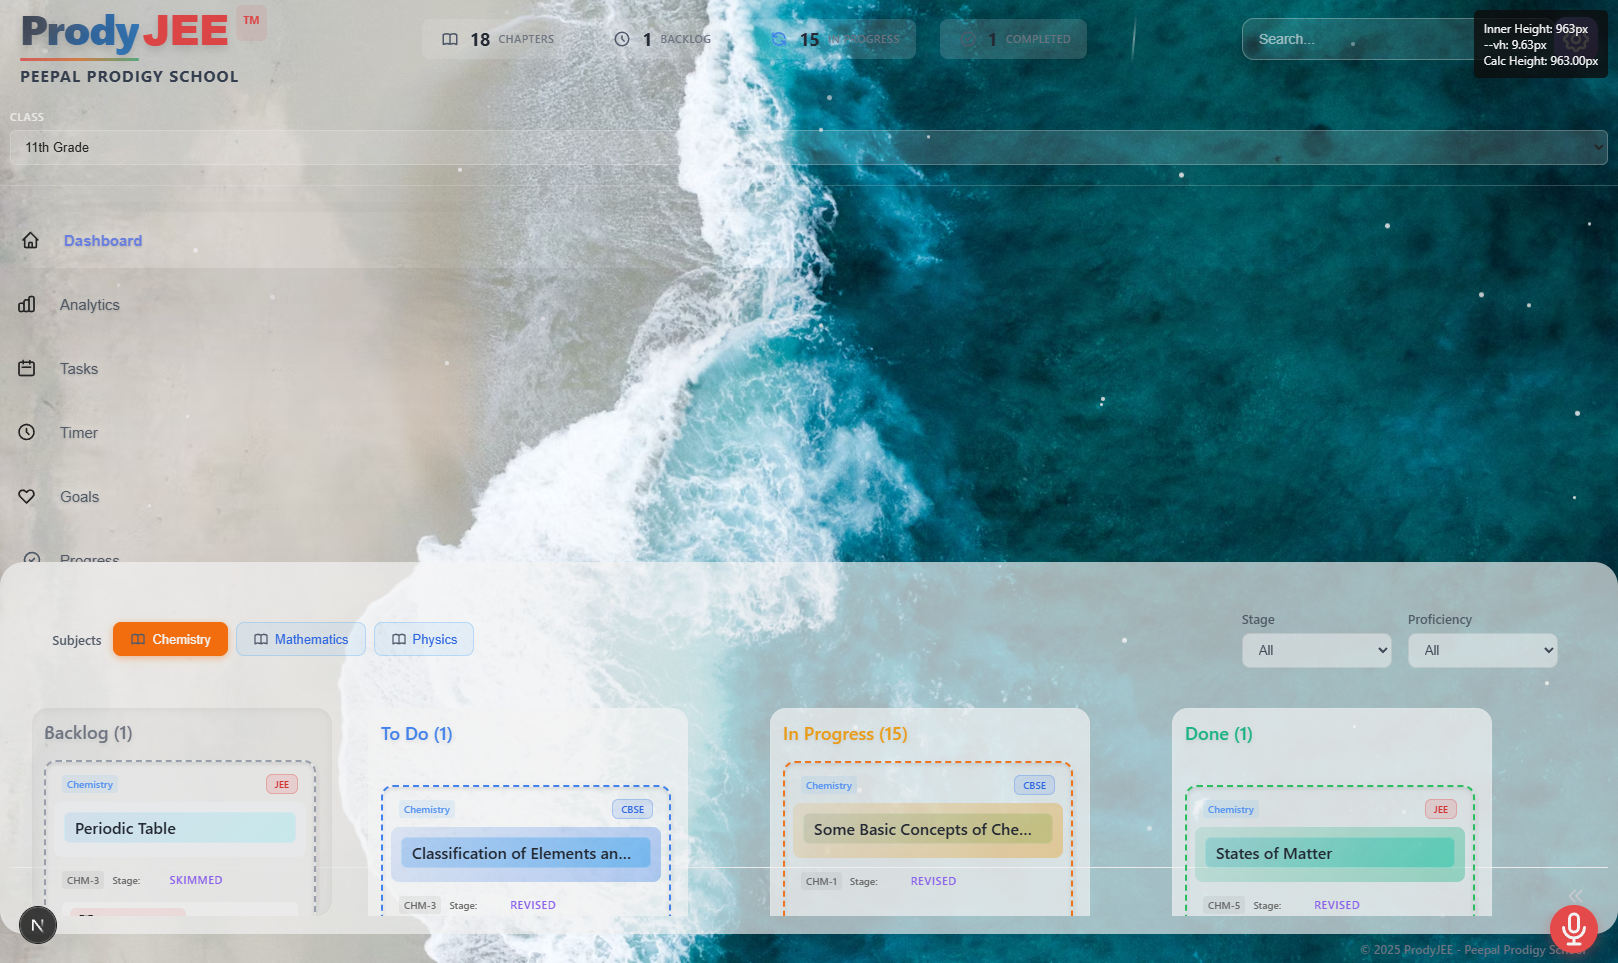 ProdyJEE TM
PEEPAL PRODIGY SCHOOL
18 CHAPTERS
1 BACKLOG
15 IN PROGRESS
1 COMPLETED
Search...
Inner Height: 963px
--vh: 9.63px
Calc Height: 963.00px
CLASS
11th Grade
Dashboard
Analytics
Tasks
Timer
Goals
Progress
Subjects
Chemistry
Mathematics
Physics
Stage
All
Proficiency
All
Backlog (1)
Chemistry
JEE
Periodic Table
CHM-3 Stage: SKIMMED
To Do (1)
Chemistry
CBSE
Classification of Elements an...
CHM-3 Stage: REVISED
In Progress (15)
Chemistry
CBSE
Some Basic Concepts of Che...
CHM-1 Stage: REVISED
Done (1)
Chemistry
JEE
States of Matter
CHM-5 Stage: REVISED
N
© 2025 ProdyJEE - Peepal Prodigy School